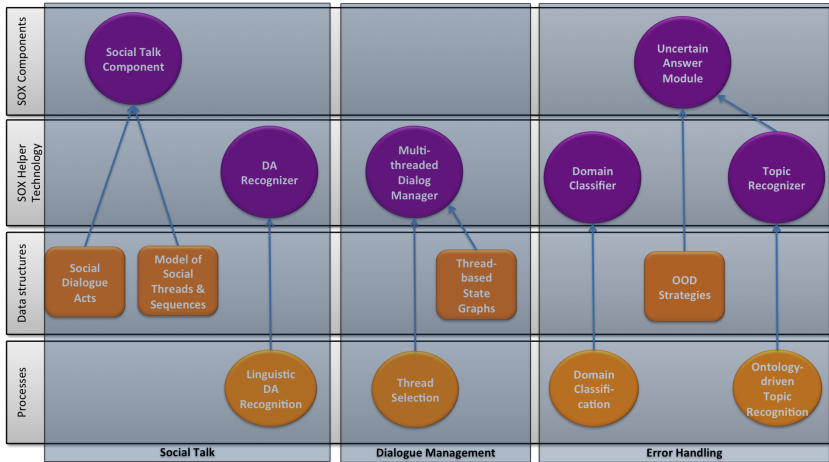 SOX Components
Social Talk
Component
Uncertain
Answer
Module
SOX Helper
Technology
DA
Recognizer
Multi-
threaded
Dialog
Manager
Domain
Classifier
Topic
Recognizer
Data structures
Social
Dialogue
Acts
Model of
Social
Threads &
Sequences
Thread-
based
State
Graphs
OOD
Strategies
Processes
Linguistic
DA
Recognition
Thread
Selection
Domain
Classifi-
cation
Ontology-
driven
Topic
Recognition
Social Talk
Dialogue Management
Error Handling